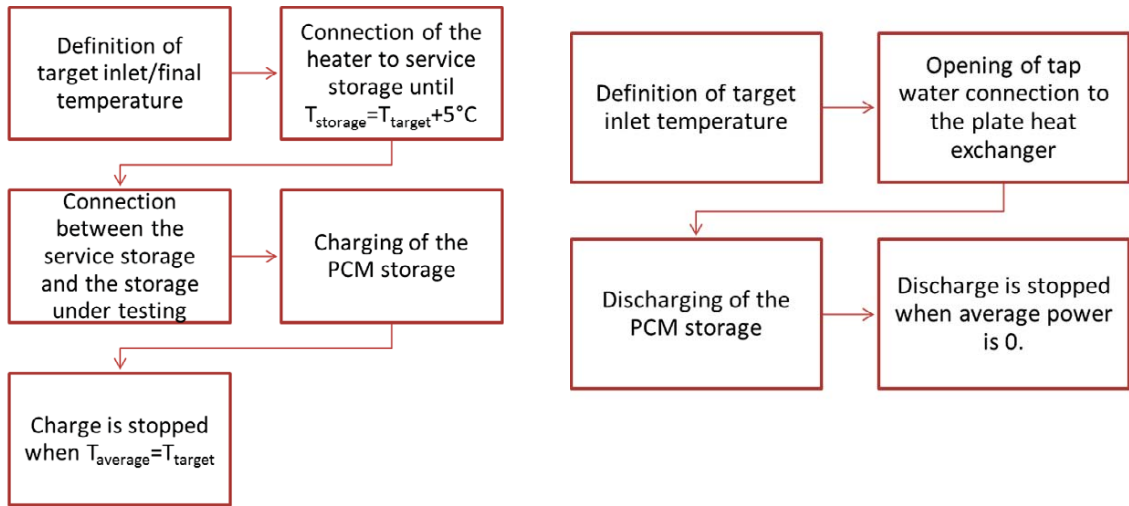 Definition of
target inlet/final
temperature
Connection of the
heater to service
storage until
Tstorage=Ttarget+5°C
Connection
between the
service storage
and the storage
under testing
Charging of the
PCM storage
Charge is stopped
when Taverage=Ttarget
Definition of target
inlet temperature
Opening of tap
water connection to
the plate heat
exchanger
Discharging of the
PCM storage
Discharge is stopped
when average power
is 0.